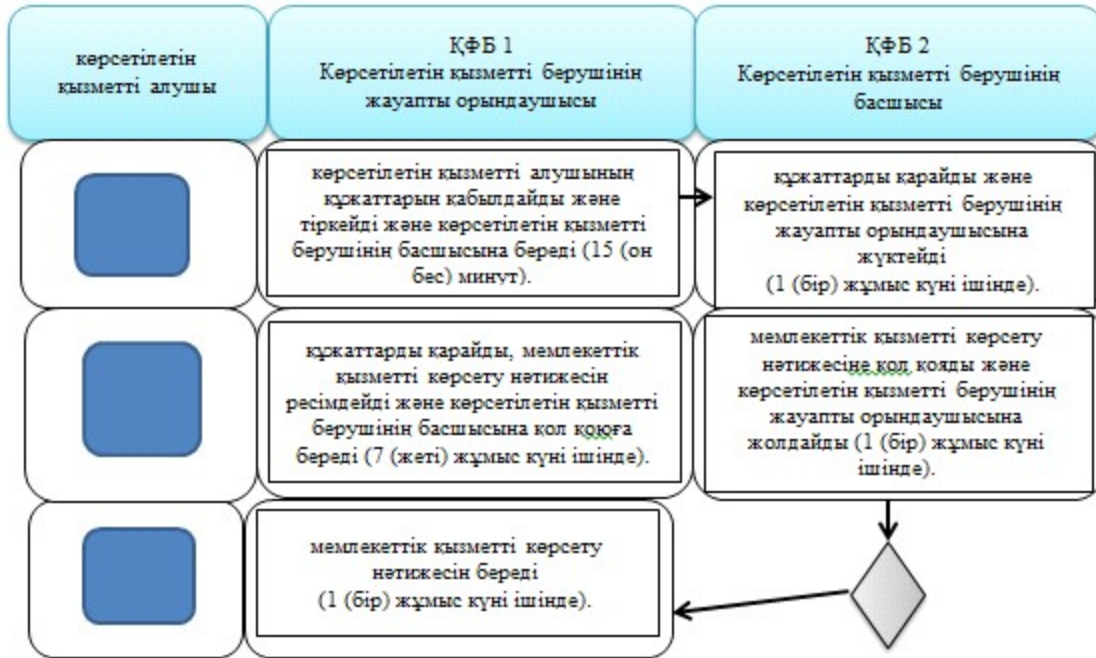 көрсетілетін
қызметті алушы
ҚФБ 1
Көрсетілетін қызметті берушінің
жауапты орындаушысы
ҚФБ 2
Көрсетілетін қызметті берушінің
басшысы
көрсетілетін қызметті алушының
құжаттарын қабылдайды және
тіркейді және көрсетілетін қызметті
берушінің басшысына береді (15 (он
бес) минут).
құжаттарды қарайды және
көрсетілетін қызметті берушінің
жауапты орындаушысына
жүктейді
(1 (бір) жұмыс күні ішінде).
құжаттарды қарайды, мемлекеттік
қызметті көрсету нәтижесін
ресімдейді және көрсетілетін қызметті
берушінің басшысына қол қоюға
береді (7 (жеті) жұмыс күні ішінде).
мемлекеттік қызметті көрсету
нәтижесіне қол қояды және
көрсетілетін қызметті берушінің
жауапты орындаушысына
жолдайды (1 (бір) жұмыс күні
ішінде).
мемлекеттік қызметті көрсету
нәтижесін береді
(1 (бір) жұмыс күні ішінде).